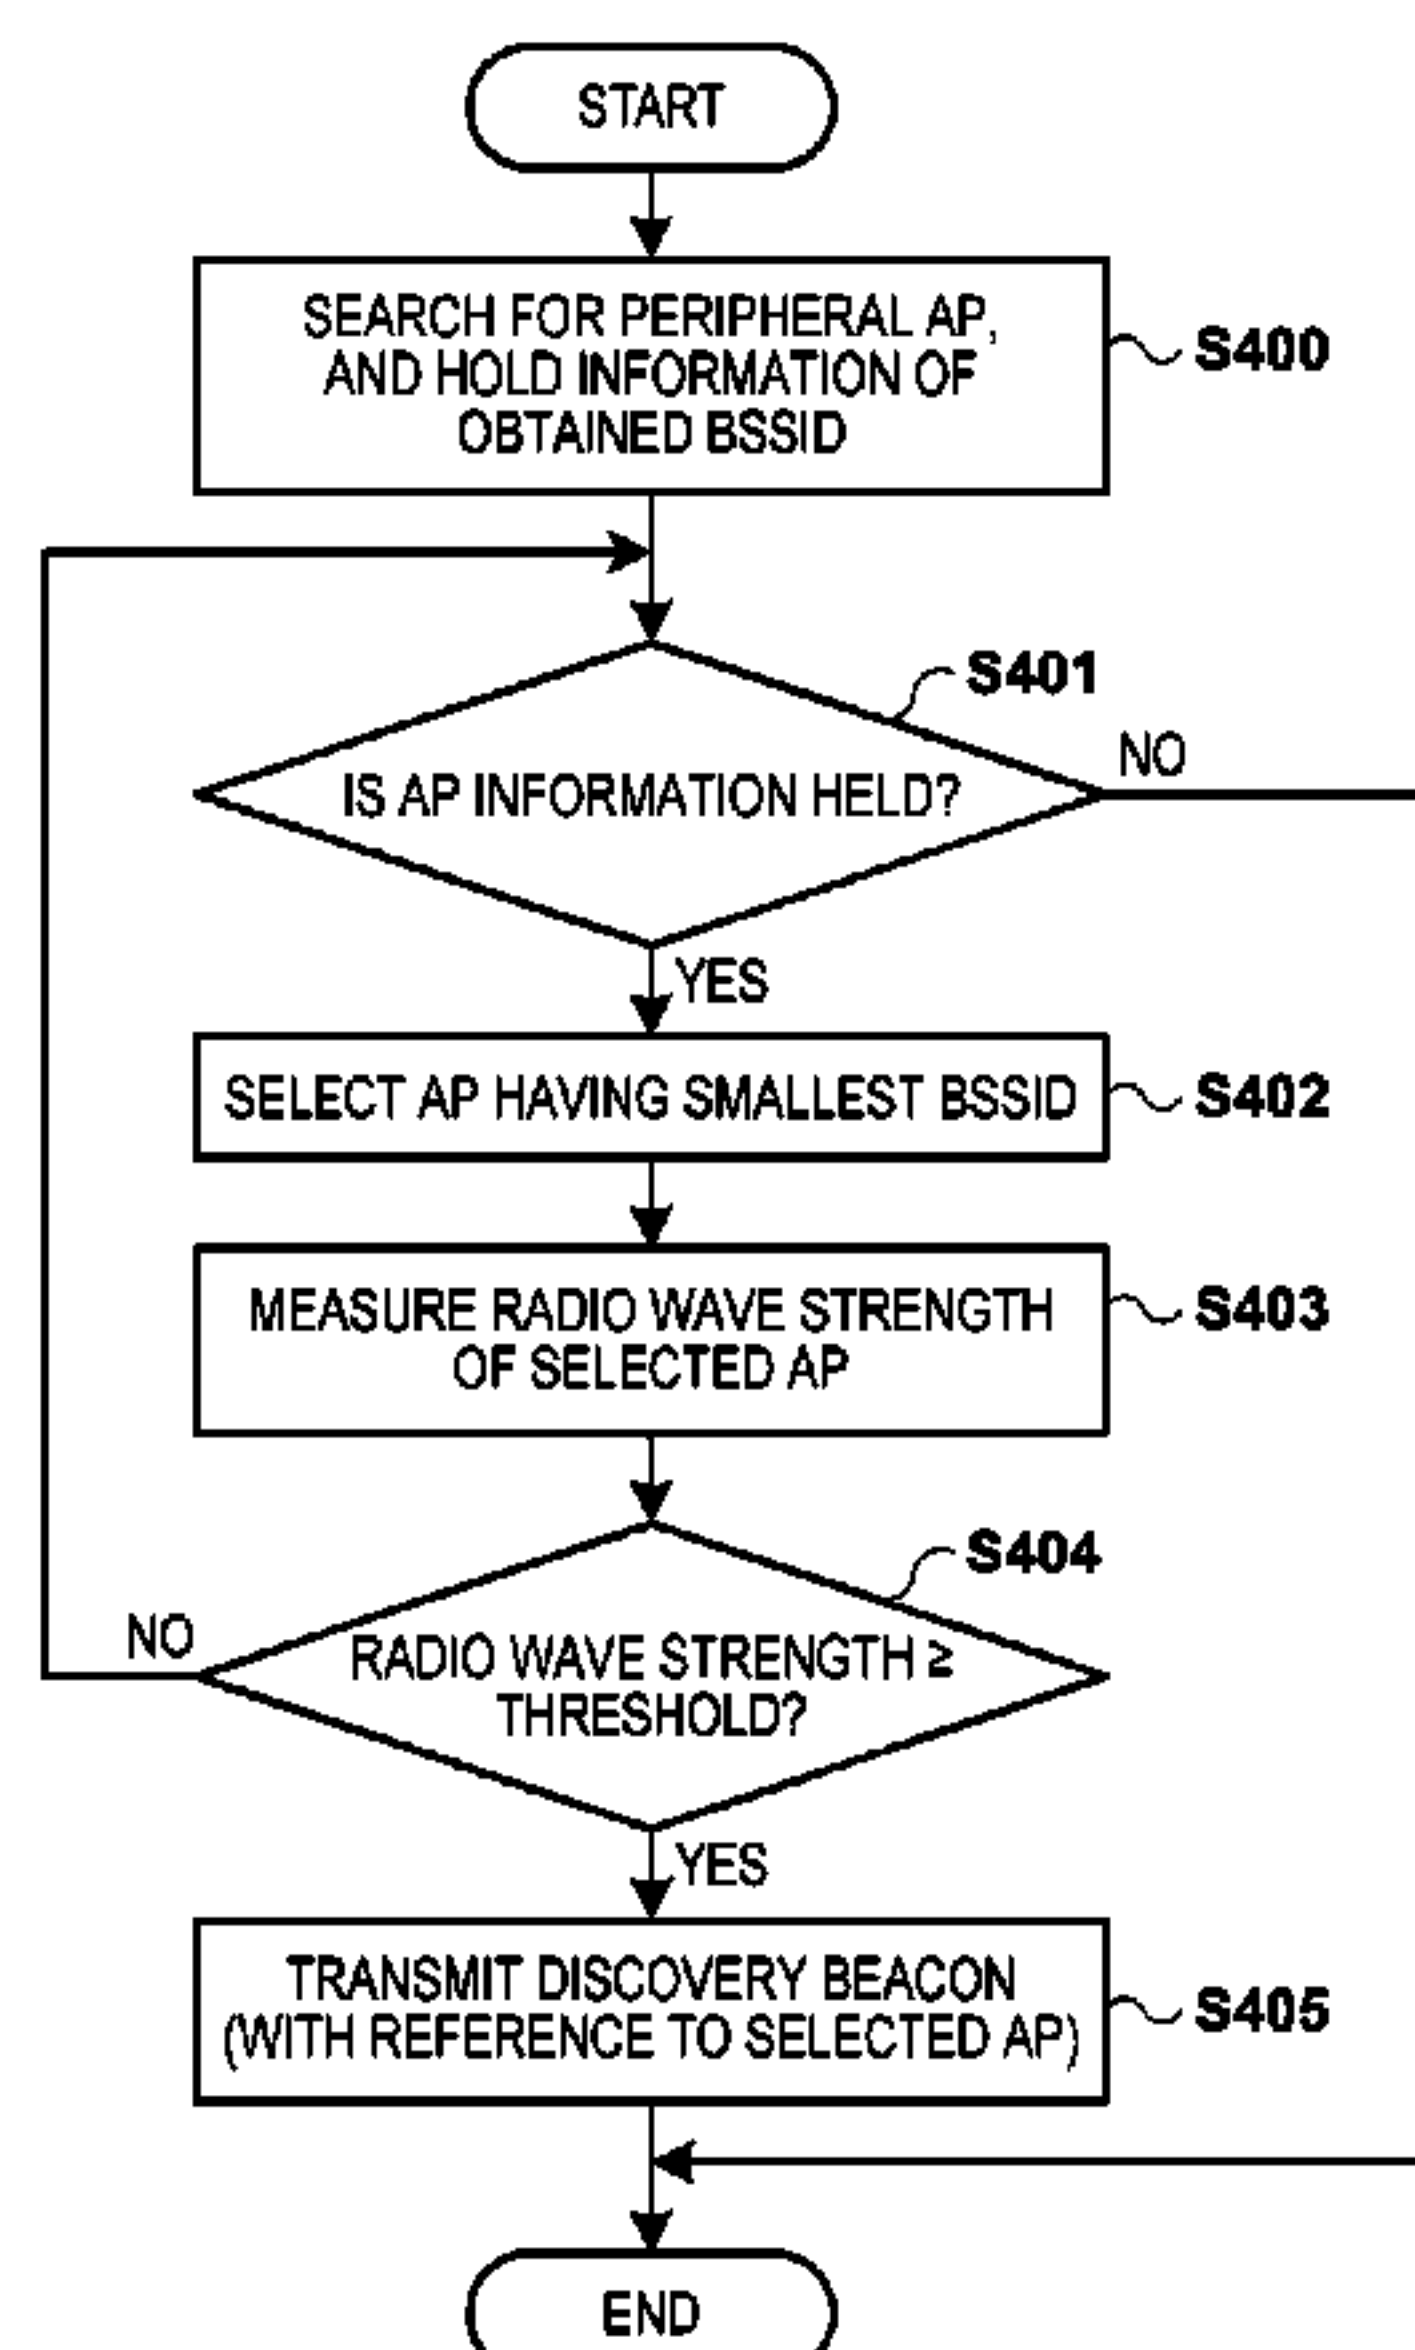 START
SEARCH FOR PERIPHERAL AP,
AND HOLD INFORMATION OF
OBTAINED BSSID
S400
S401
IS AP INFORMATION HELD?
NO
YES
SELECT AP HAVING SMALLEST BSSID
S402
MEASURE RADIO WAVE STRENGTH
OF SELECTED AP
S403
S404
NO
RADIO WAVE STRENGTH ≥
THRESHOLD?
YES
TRANSMIT DISCOVERY BEACON
(WITH REFERENCE TO SELECTED AP)
S405
END